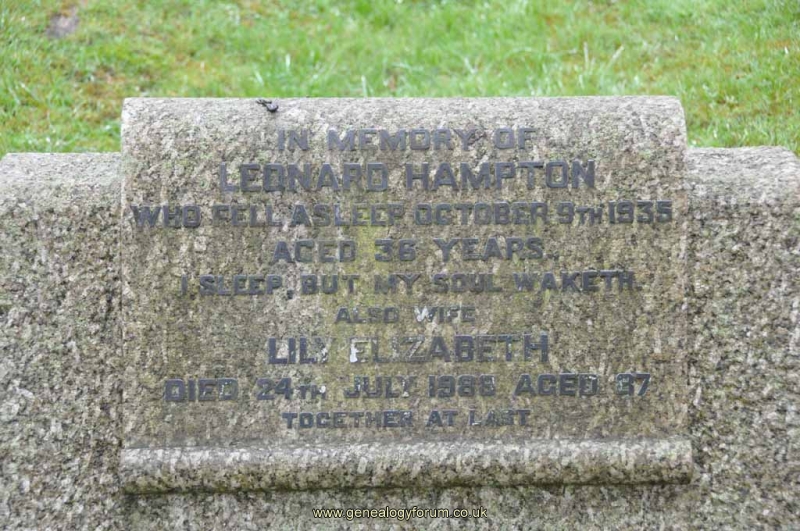 IN MEMORY OF
LEONARD HAMPTON
WHO FELL ASLEEP OCTOBER 9TH 1935
AGED 36 YEARS.
I SLEEP, BUT MY SOUL WAKETH.
ALSO WIFE
LILY ELIZABETH
DIED 24TH JULY 1988 AGED 87
TOGETHER AT LAST
www.genealogyforum.co.uk